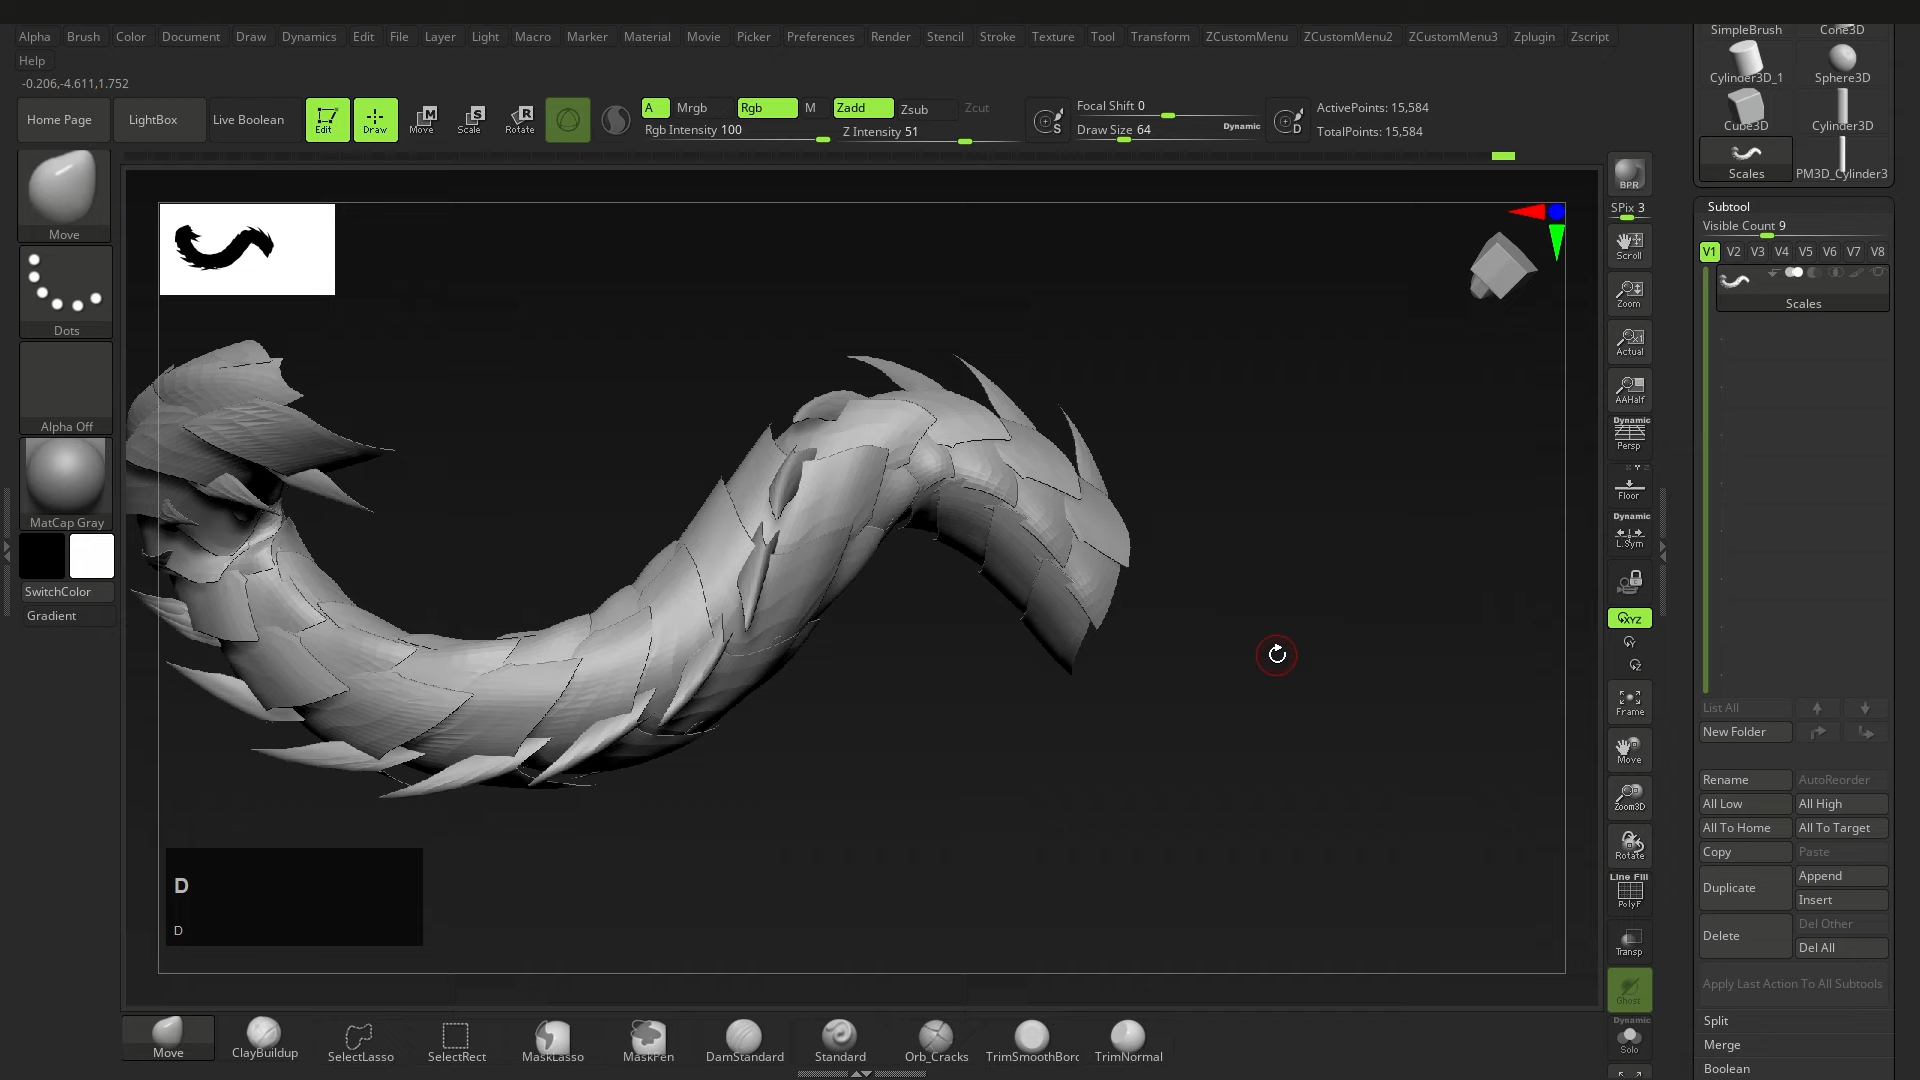 Alpha Brush Color Document Draw Dynamics Edit File Layer Light Macro Marker Material Movie Picker Preferences Render Stencil Stroke Texture Tool Transform ZCustomMenu ZCustomMenu2 ZCustomMenu3 Zplugin Zscript
Help
-0.206,-4.611,1.752
Home Page
LightBox
Live Boolean
Edit
Draw
Move
Scale
Rotate
A Mrgb Rgb M Zadd Zsub Zcut
Rgb Intensity 100
Z Intensity 51
Focal Shift 0
Draw Size 64
Dynamic
ActivePoints: 15,584
TotalPoints: 15,584
Move
Dots
Alpha Off
MatCap Gray
SwitchColor
Gradient
D
D
Move
ClayBuildup
SelectLasso
SelectRect
MaskLasso
MaskPen
DamStandard
Standard
Orb_Cracks
TrimSmoothBorc
TrimNormal
BPR
SPix 3
Scroll
Zoom
Actual
AAHalf
Dynamic
Persp
Floor
Dynamic
L.Sym
XYZ
Y
Z
Frame
Move
Zoom3D
Rotate
Line Fill
PolyF
Transp
Ghost
Dynamic
Solo
SimpleBrush Cone3D
Cylinder3D_1 Sphere3D
Cube3D Cylinder3D
Scales PM3D_Cylinder3
Subtool
Visible Count 9
V1 V2 V3 V4 V5 V6 V7 V8
Scales
List All
New Folder
Rename AutoReorder
All Low All High
All To Home All To Target
Copy Paste
Duplicate
Append
Insert
Delete
Del Other
Del All
Apply Last Action To All Subtools
Split
Merge
Boolean